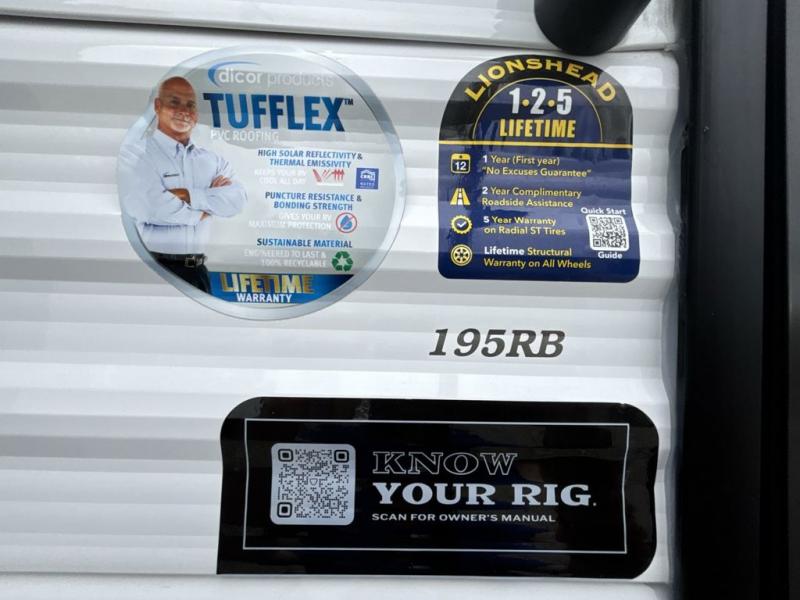 dicor products
TUFFLEX™
PVC ROOFING
HIGH SOLAR REFLECTIVITY &
THERMAL EMISSIVITY
KEEPS YOUR RV
COOL ALL DAY
PUNCTURE RESISTANCE &
BONDING STRENGTH
GIVES YOUR RV
MAXIMUM PROTECTION
SUSTAINABLE MATERIAL
ENGINEERED TO LAST &
100% RECYCLABLE
LIFETIME
WARRANTY
LIONSHEAD
1·2·5
LIFETIME
12
1 Year (First year)
"No Excuses Guarantee"
2 Year Complimentary
Roadside Assistance
5 Year Warranty
on Radial ST Tires
Lifetime Structural
Warranty on All Wheels
Quick Start
Guide
195RB
KNOW
YOUR RIG.
SCAN FOR OWNER'S MANUAL